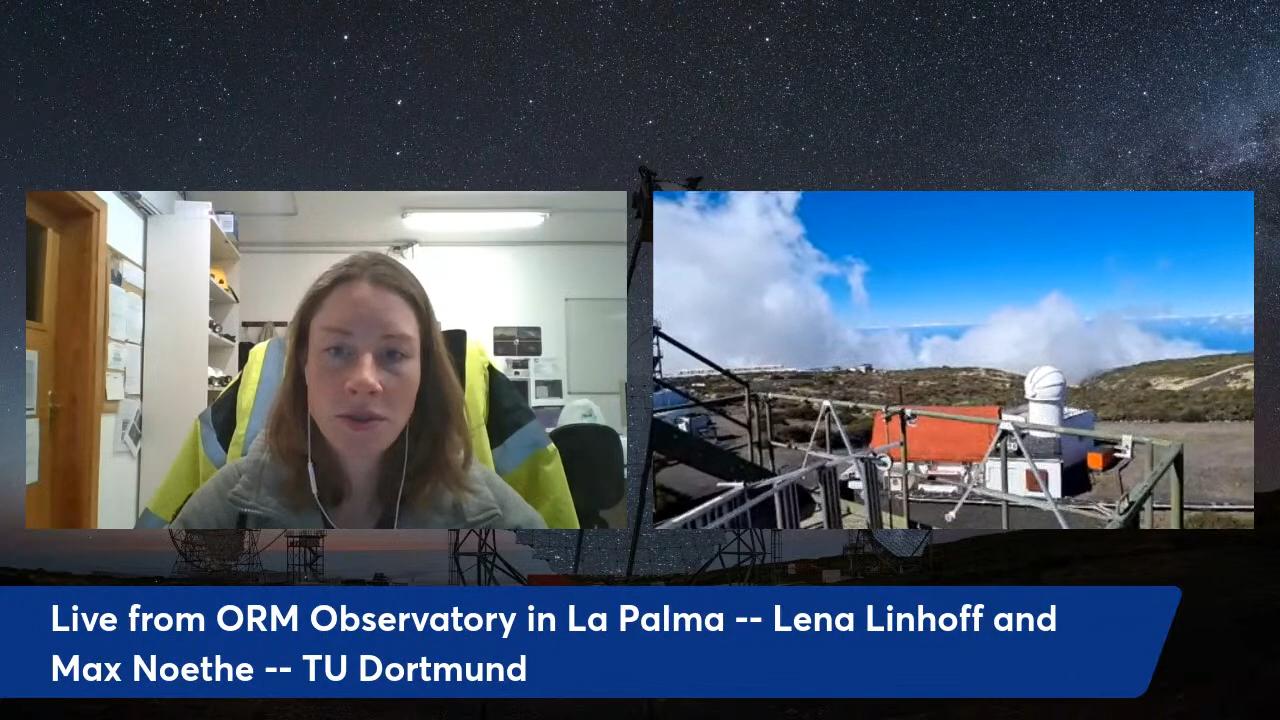 Live from ORM Observatory in La Palma -- Lena Linhoff and
Max Noethe -- TU Dortmund